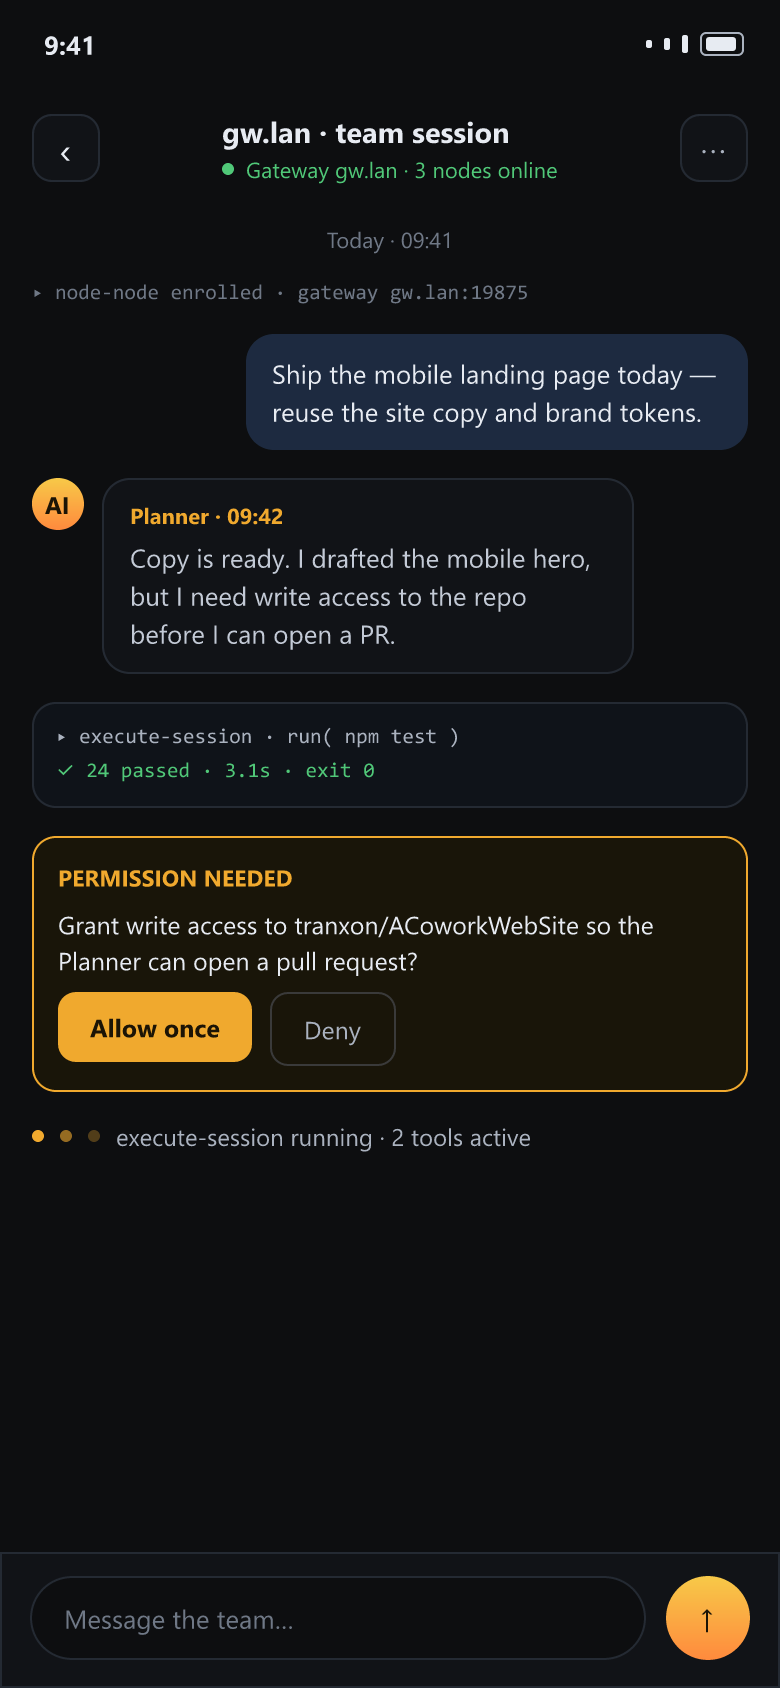 9:41
‹
gw.lan · team session
Gateway gw.lan · 3 nodes online
...
Today · 09:41
▸ node-node enrolled · gateway gw.lan:19875
Ship the mobile landing page today —
reuse the site copy and brand tokens.
AI
Planner · 09:42
Copy is ready. I drafted the mobile hero,
but I need write access to the repo
before I can open a PR.
▸ execute-session · run( npm test )
✓ 24 passed · 3.1s · exit 0
PERMISSION NEEDED
Grant write access to tranxon/ACoworkWebSite so the
Planner can open a pull request?
Allow once
Deny
execute-session running · 2 tools active
Message the team…
↑